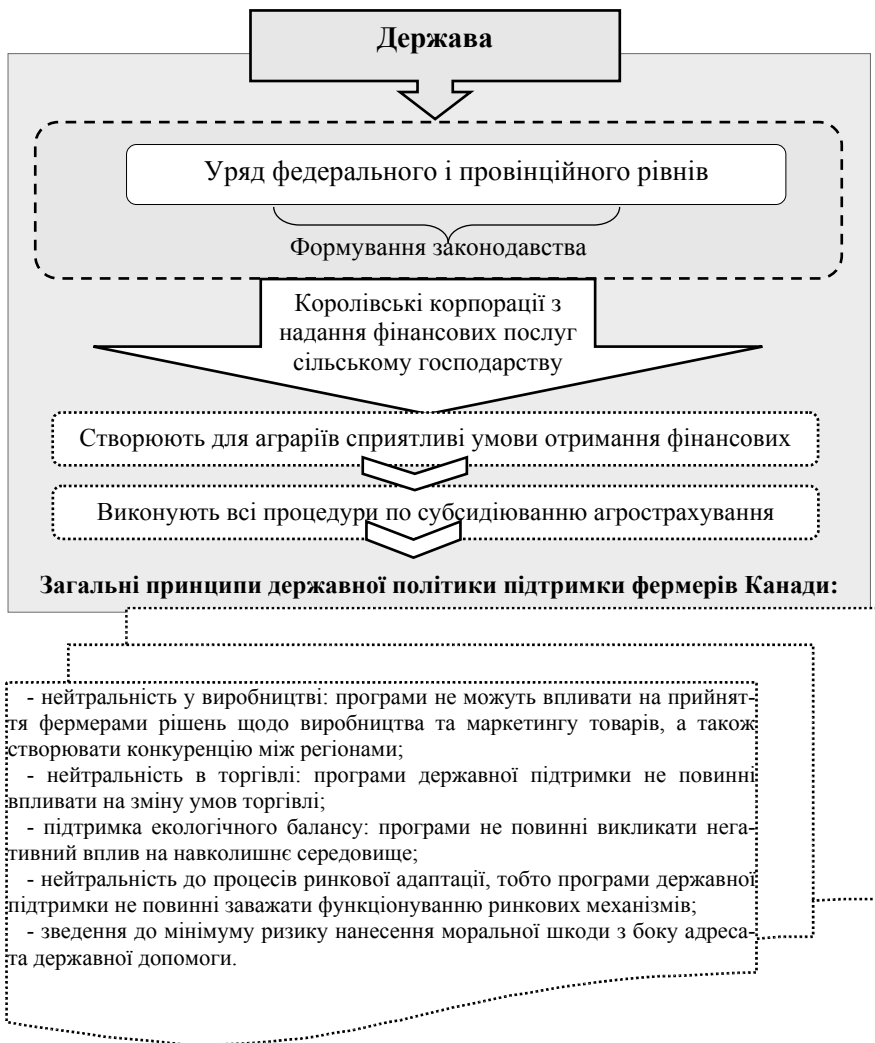 Держава
Уряд федерального і провінційного рівнів
Формування законодавства
Королівські корпорації з
надання фінансових послуг
сільському господарству
Створюють для аграріїв сприятливі умови отримання фінансових
Виконують всі процедури по субсидіюванню агрострахування
Загальні принципи державної політики підтримки фермерів Канади:
- нейтральність у виробництві: програми не можуть впливати на прийнят-
тя фермерами рішень щодо виробництва та маркетингу товарів, а також
створювати конкуренцію між регіонами;
- нейтральність в торгівлі: програми державної підтримки не повинні
впливати на зміну умов торгівлі;
- підтримка екологічного балансу: програми не повинні викликати нега-
тивний вплив на навколишнє середовище;
- нейтральність до процесів ринкової адаптації, тобто програми державної
підтримки не повинні заважати функціонуванню ринкових механізмів;
- зведення до мінімуму ризику нанесення моральної шкоди з боку адреса-
та державної допомоги.